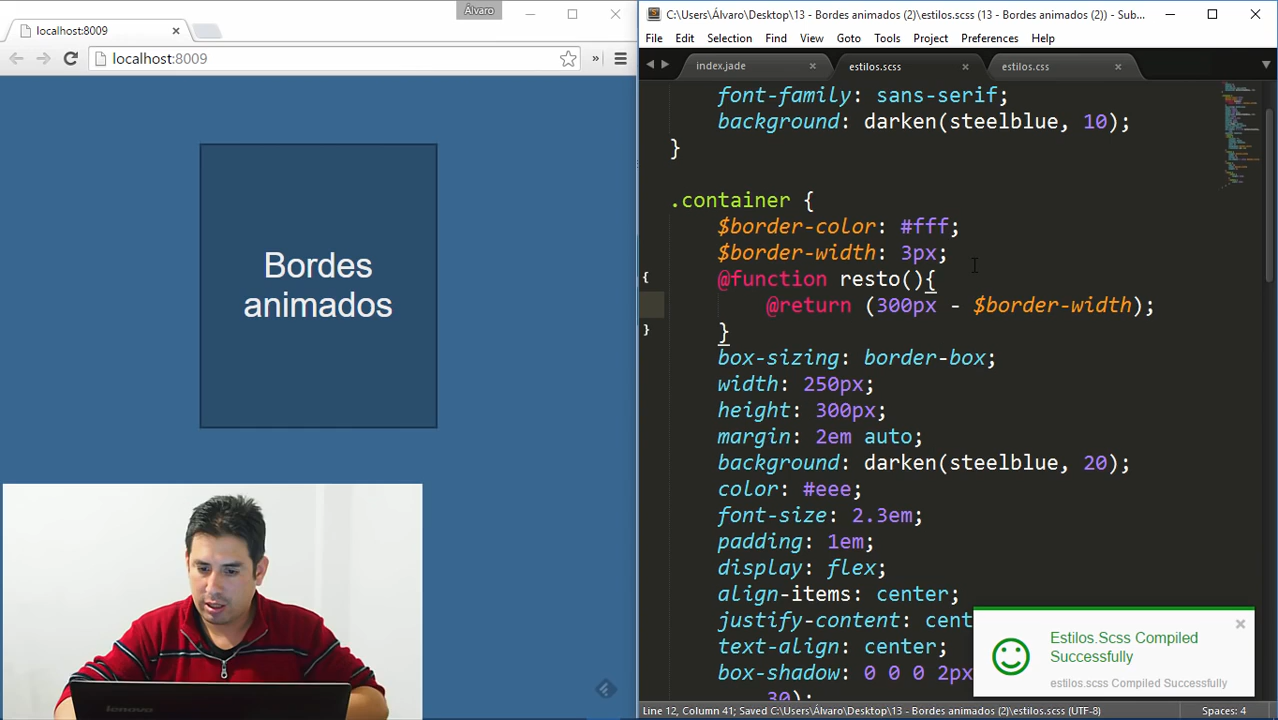 Álvaro
localhost:8009
localhost:8009
Bordes
animados
lenovo
C:\Users\Álvaro\Desktop\13 - Bordes animados (2)\estilos.scss (13 - Bordes animados (2)) - Sub...
File Edit Selection Find View Goto Tools Project Preferences Help
index.jade estilos.scss estilos.css
font-family: sans-serif;
background: darken(steelblue, 10);
}
.container {
$border-color: #fff;
$border-width: 3px;
@function resto(){
@return (300px - $border-width);
}
box-sizing: border-box;
width: 250px;
height: 300px;
margin: 2em auto;
background: darken(steelblue, 20);
color: #eee;
font-size: 2.3em;
padding: 1em;
display: flex;
align-items: center;
justify-content: cent
text-align: center;
box-shadow: 0 0 0 2px
30);
Estilos.Scss Compiled
Successfully
estilos.scss Compiled Successfully
Line 12, Column 41; Saved C:\Users\Álvaro\Desktop\13 - Bordes animados (2)\estilos.scss (UTF-8)
Spaces: 4